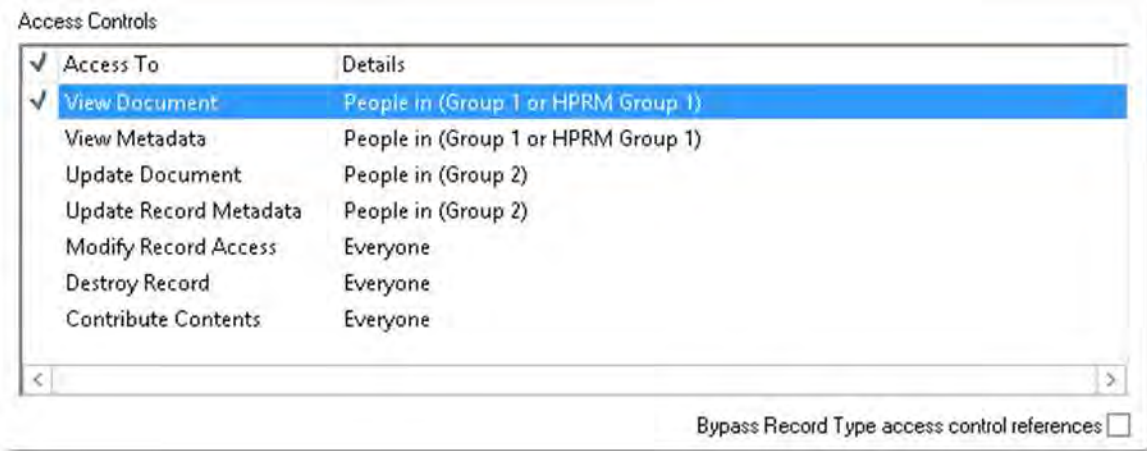 Access Controls
Access To Details
View Document People in (Group 1 or HPRM Group 1)
View Metadata People in (Group 1 or HPRM Group 1)
Update Document People in (Group 2)
Update Record Metadata People in (Group 2)
Modify Record Access Everyone
Destroy Record Everyone
Contribute Contents Everyone
Bypass Record Type access control references